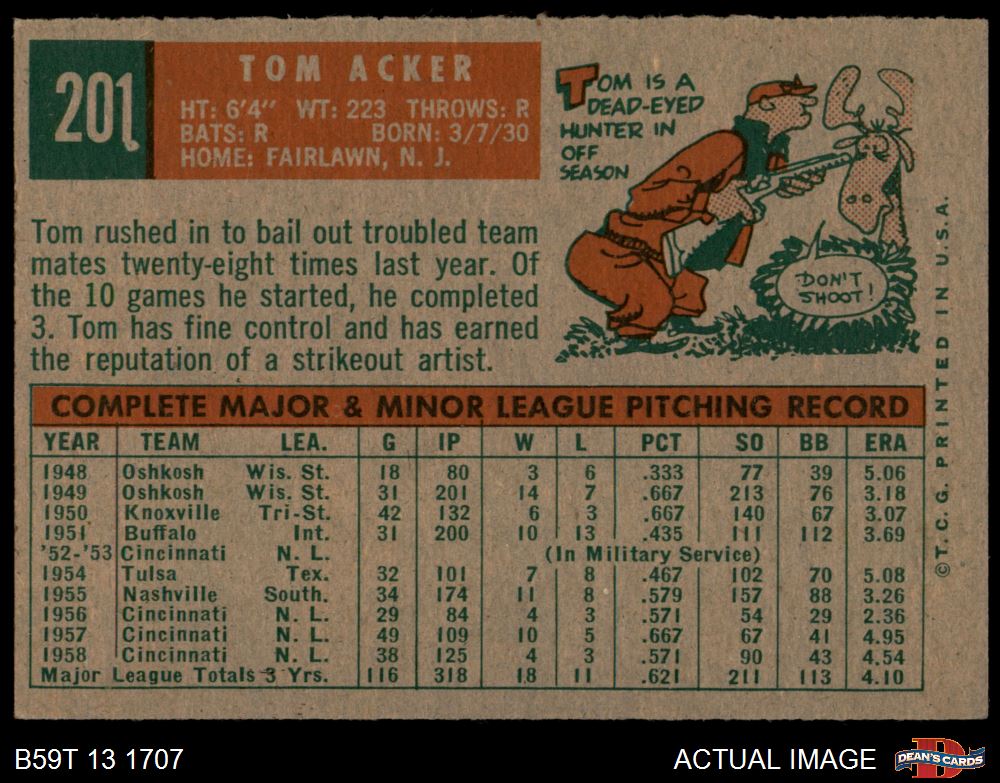 201
TOM ACKER
HT: 6'4" WT: 223 THROWS: R
BATS: R BORN: 3/7/30
HOME: FAIRLAWN, N. J.
TOM IS A
DEAD-EYED
HUNTER IN
OFF
SEASON
DON'T
SHOOT!
Tom rushed in to bail out troubled team
mates twenty-eight times last year. Of
the 10 games he started, he completed
3. Tom has fine control and has earned
the reputation of a strikeout artist.
COMPLETE MAJOR & MINOR LEAGUE PITCHING RECORD
YEAR TEAM LEA. G IP W L PCT SO BB ERA
1948 Oshkosh Wis. St. 18 80 3 6 .333 77 39 5.06
1949 Oshkosh Wis. St. 31 201 14 7 .667 213 76 3.18
1950 Knoxville Tri-St. 42 132 6 3 .667 140 67 3.07
1951 Buffalo Int. 31 200 10 13 .435 111 112 3.69
'52-'53 Cincinnati N. L. (In Military Service)
1954 Tulsa Tex. 32 101 7 8 .467 102 70 5.08
1955 Nashville South. 34 174 11 8 .579 157 88 3.26
1956 Cincinnati N. L. 29 84 4 3 .571 54 29 2.36
1957 Cincinnati N. L. 49 109 10 5 .667 67 41 4.95
1958 Cincinnati N. L. 38 125 4 3 .571 90 43 4.54
Major League Totals 3 Yrs. 116 318 18 11 .621 211 113 4.10
©T.C.G. PRINTED IN U.S.A.
B59T 13 1707 ACTUAL IMAGE
DEAN'S CARDS